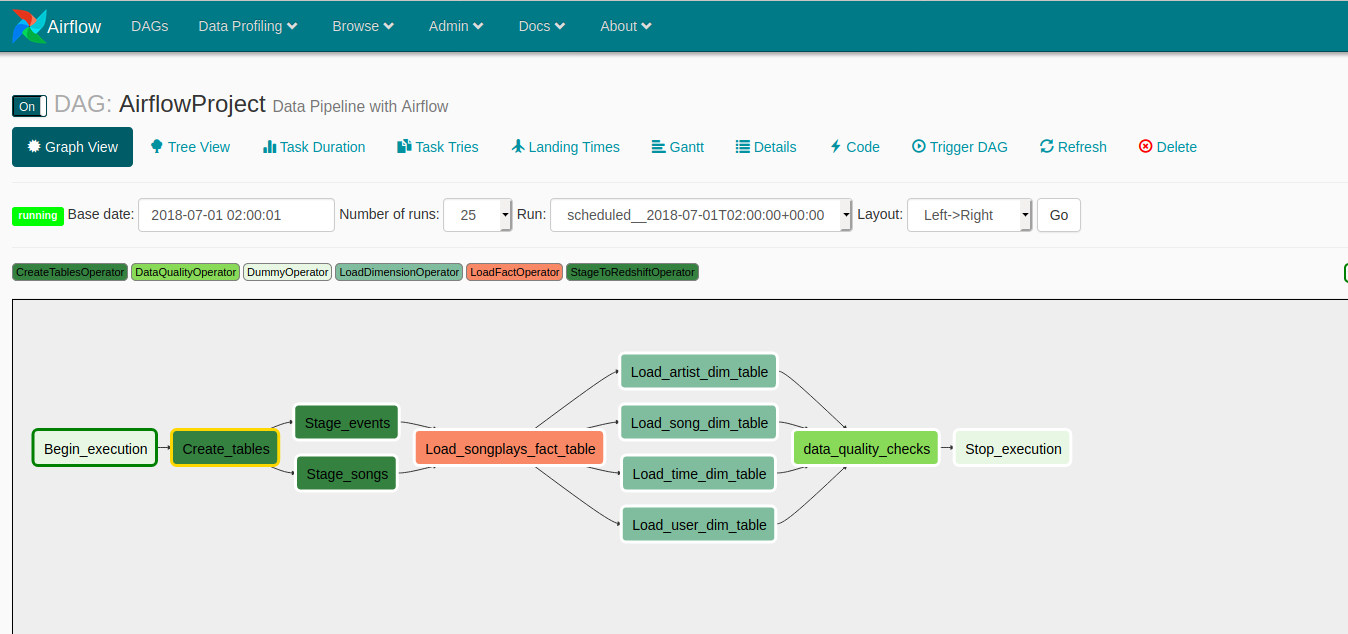 Airflow DAGs Data Profiling Browse Admin Docs About
On DAG: AirflowProject Data Pipeline with Airflow
Graph View Tree View Task Duration Task Tries Landing Times Gantt Details Code Trigger DAG Refresh Delete
running Base date: 2018-07-01 02:00:01 Number of runs: 25 Run: scheduled__2018-07-01T02:00:00+00:00 Layout: Left->Right Go
CreateTablesOperator DataQualityOperator DummyOperator LoadDimensionOperator LoadFactOperator StageToRedshiftOperator
Begin_execution
Create_tables
Stage_events
Stage_songs
Load_songplays_fact_table
Load_artist_dim_table
Load_song_dim_table
Load_time_dim_table
Load_user_dim_table
data_quality_checks
Stop_execution